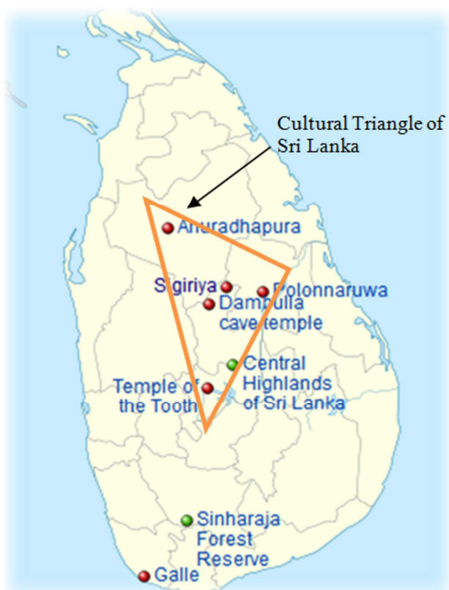 Cultural Triangle of
Sri Lanka
Anuradhapura
Sigiriya
Polonnaruwa
Dambulla
cave temple
Central
Highlands
of Sri Lanka
Temple of
the Tooth
Sinharaja
Forest
Reserve
Galle